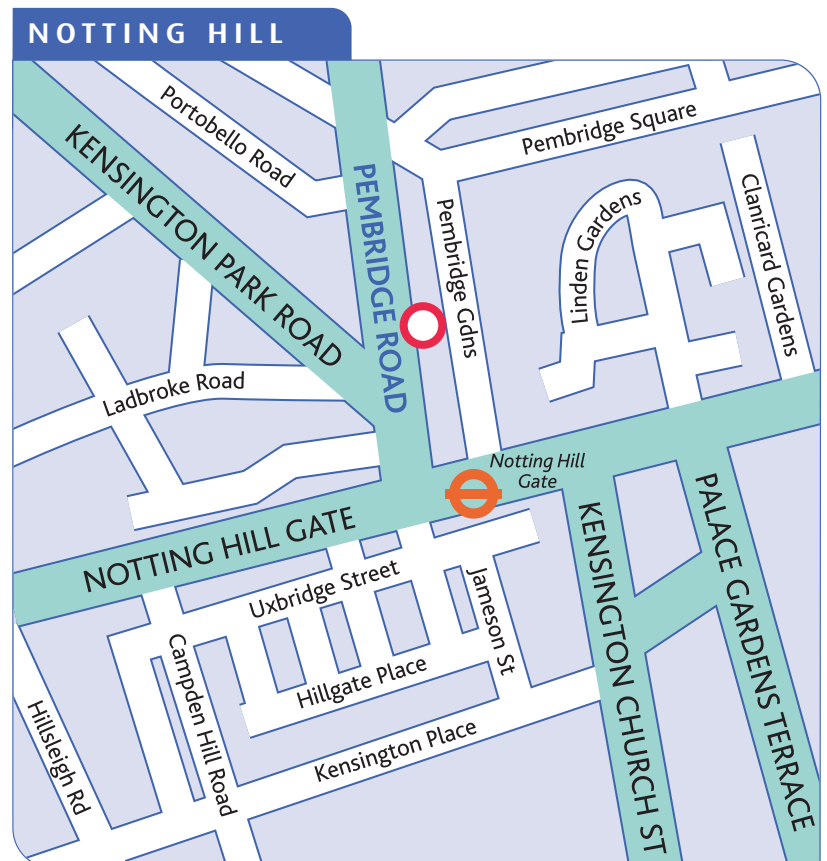 NOTTING HILL
Portobello Road
KENSINGTON PARK ROAD
PEMBRIDGE ROAD
Pembridge Square
Pembridge Gdns
Linden Gardens
Clanricard Gardens
Ladbroke Road
Notting Hill
Gate
NOTTING HILL GATE
Uxbridge Street
Jameson St
KENSINGTON CHURCH ST
PALACE GARDENS TERRACE
Campden Hill Road
Hillgate Place
Hillsleigh Rd
Kensington Place